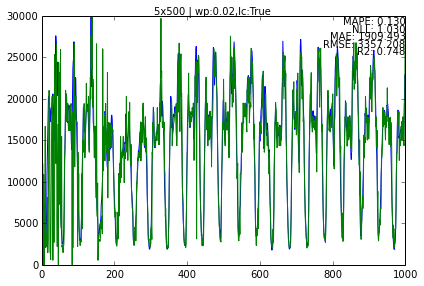 5x500 | wp:0.02,lc:True
MAPE: 0.130
NLL: 1.030
MAE: 1909.493
RMSE: 3357.208
R2: 0.748
30000
25000
20000
15000
10000
5000
0
0 200 400 600 800 1000